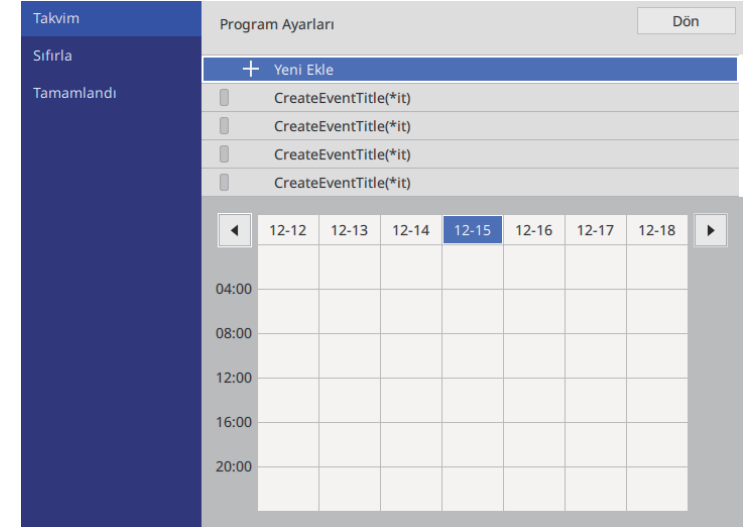 Takvim
Sıfırla
Tamamlandı
Program Ayarları
Dön
Yeni Ekle
CreateEventTitle(*it)
CreateEventTitle(*it)
CreateEventTitle(*it)
CreateEventTitle(*it)
12-12 12-13 12-14 12-15 12-16 12-17 12-18
04:00
08:00
12:00
16:00
20:00